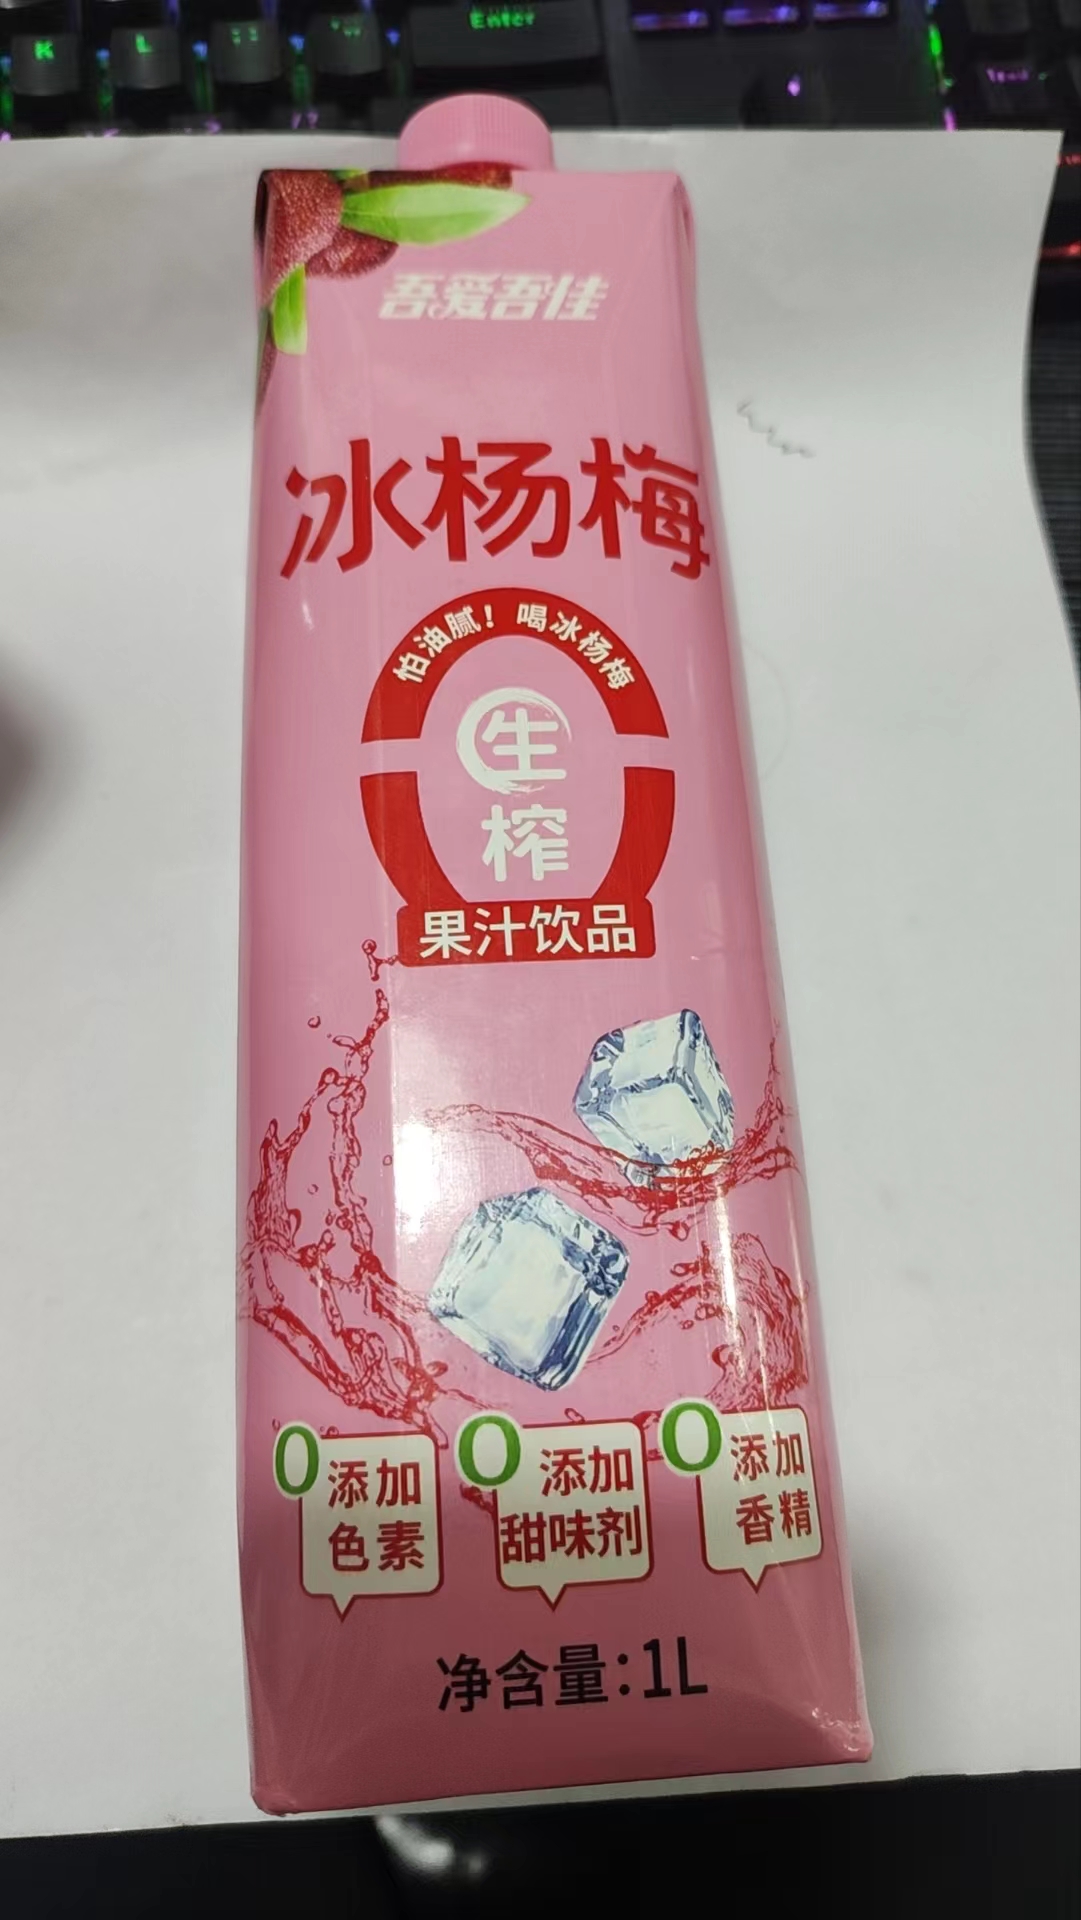 K
L
Enter
吾爱吾佳
冰杨梅
怕油腻！喝冰杨梅
生
榨
果汁饮品
0添加
色素
0添加
甜味剂
0添加
香精
净含量：1L